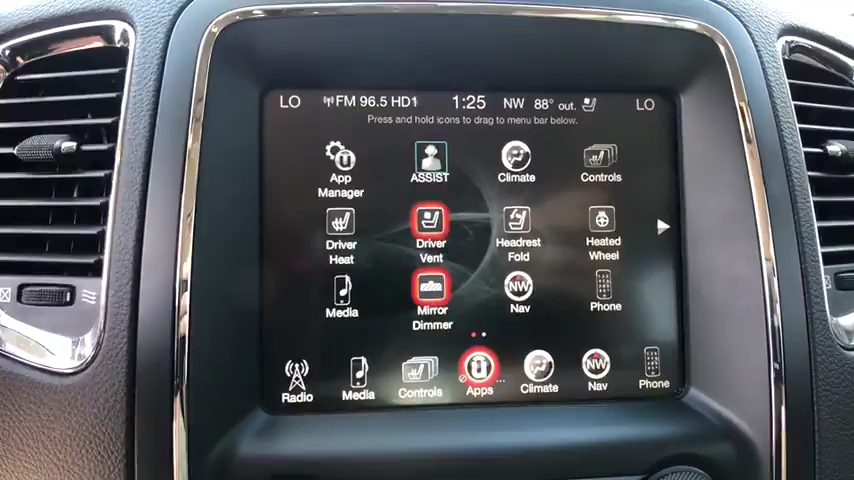 LO FM 96.5 HD1 1:25 NW 88° out. LO
Press and hold icons to drag to menu bar below.
App Manager
ASSIST
Climate
Controls
Driver Heat
Driver Vent
Headrest Fold
Heated Wheel
Media
Mirror Dimmer
NW
Nav
Phone
Radio
Media
Controls
Apps
Climate
NW
Nav
Phone